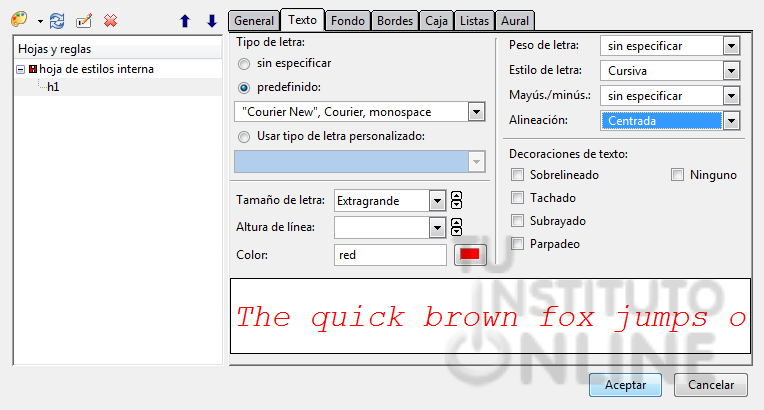 General Texto Fondo Bordes Caja Listas Aural
Hojas y reglas
hoja de estilos interna
h1
Tipo de letra:
sin especificar
predefinido:
"Courier New", Courier, monospace
Usar tipo de letra personalizado:
Tamaño de letra: Extragrande
Altura de línea:
Color: red
Peso de letra: sin especificar
Estilo de letra: Cursiva
Mayús./minús.: sin especificar
Alineación: Centrada
Decoraciones de texto:
Sobrelineado Ninguno
Tachado
Subrayado
Parpadeo
The quick brown fox jumps o
TU
INSTITUTO
ONLINE
Aceptar Cancelar